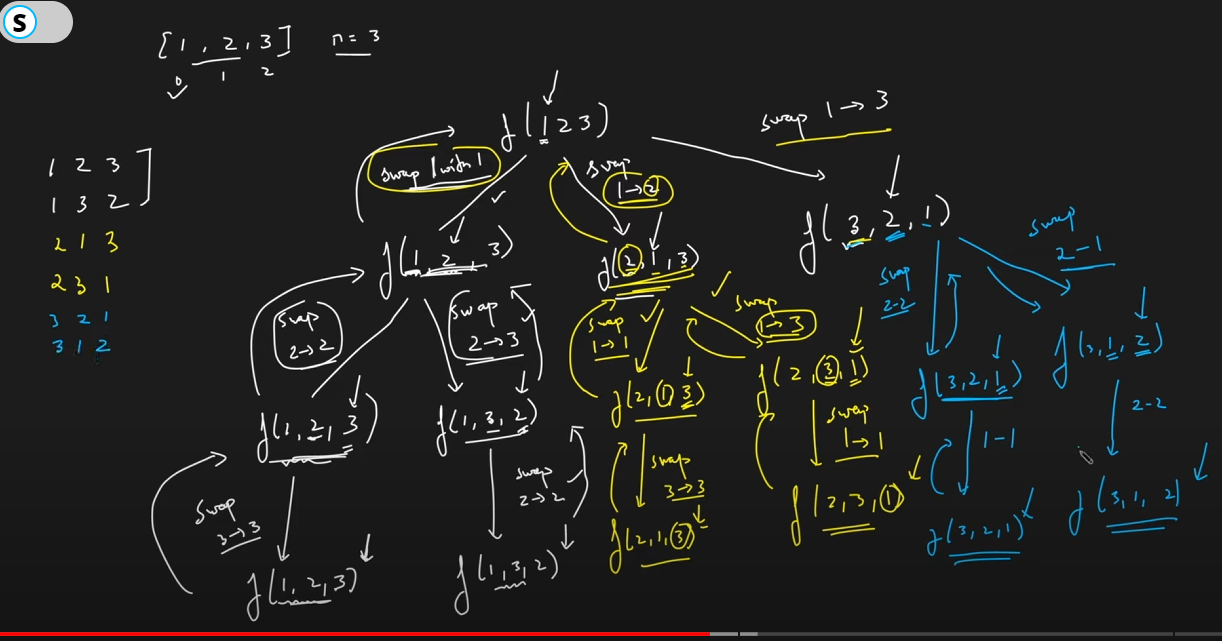 S
[1, 2, 3] n = 3
0 1 2
f(1 2 3)
swap 1→3
1 2 3
1 3 2
2 1 3
2 3 1
3 2 1
3 1 2
swap 1 with 1
swap
1→2
f(1, 2, 3)
f(2, 1, 3)
f(3, 2, 1)
swap
2-1
swap
2→2
swap
2→3
swap
1→1
swap
1→3
swap
2-2
f(1, 2, 3)
f(1, 3, 2)
f(2, 1, 3)
f(2, 3, 1)
f(3, 2, 1)
f(3, 1, 2)
swap
3→3
swap
2→2
swap
3→3
swap
1→1
1-1
2-2
f(1, 2, 3)
f(1, 3, 2)
f(2, 1, 3)
f(2, 3, 1)
f(3, 2, 1)
f(3, 1, 2)